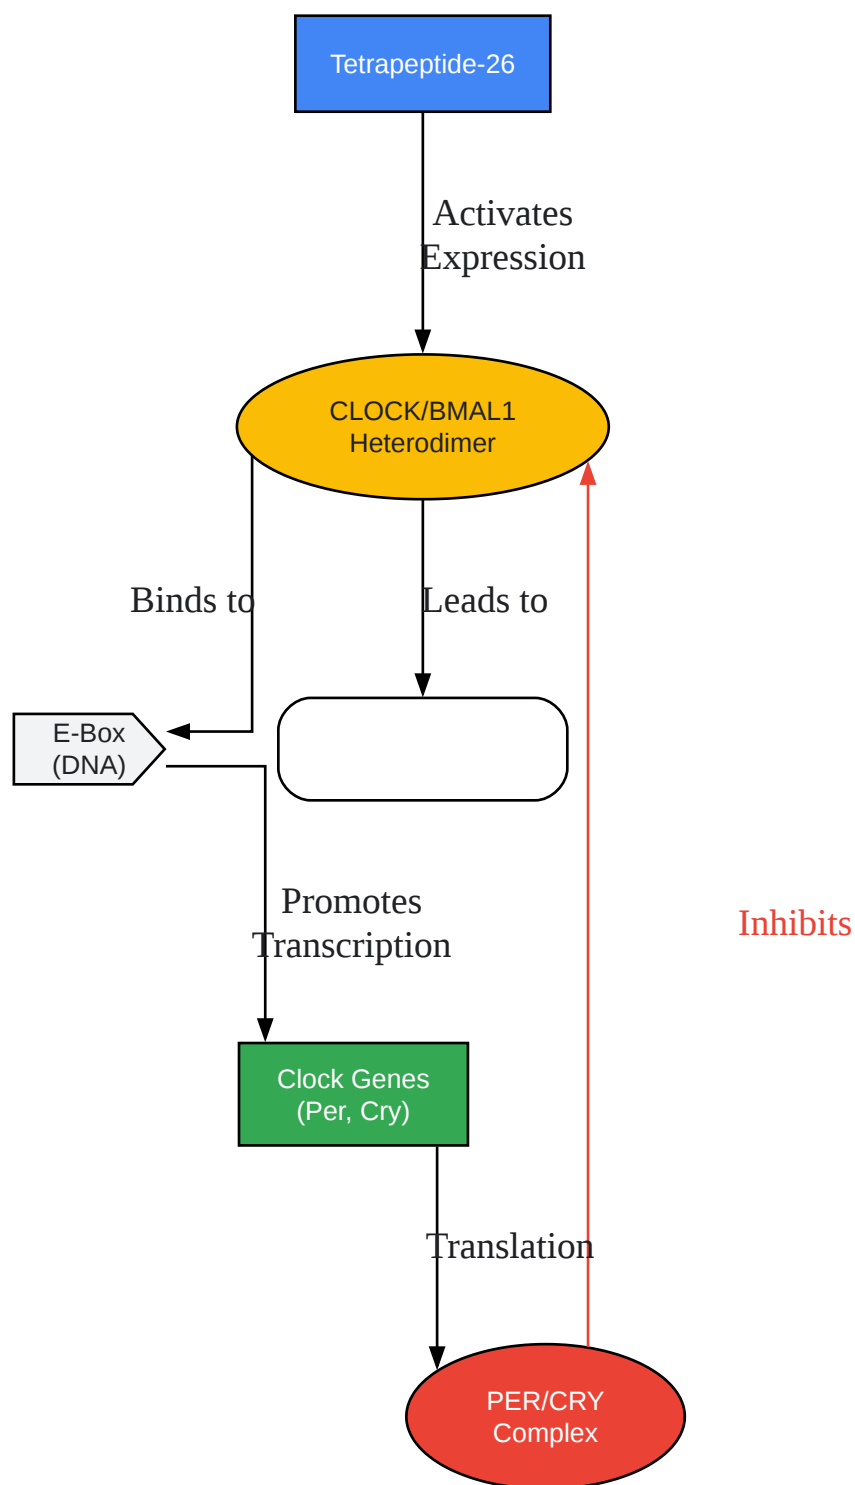 Tetrapeptide-26
Activates
Expression
CLOCK/BMAL1
Heterodimer
Binds to
Leads to
E-Box
(DNA)
Promotes
Transcription
Inhibits
Clock Genes
(Per, Cry)
Translation
PER/CRY
Complex